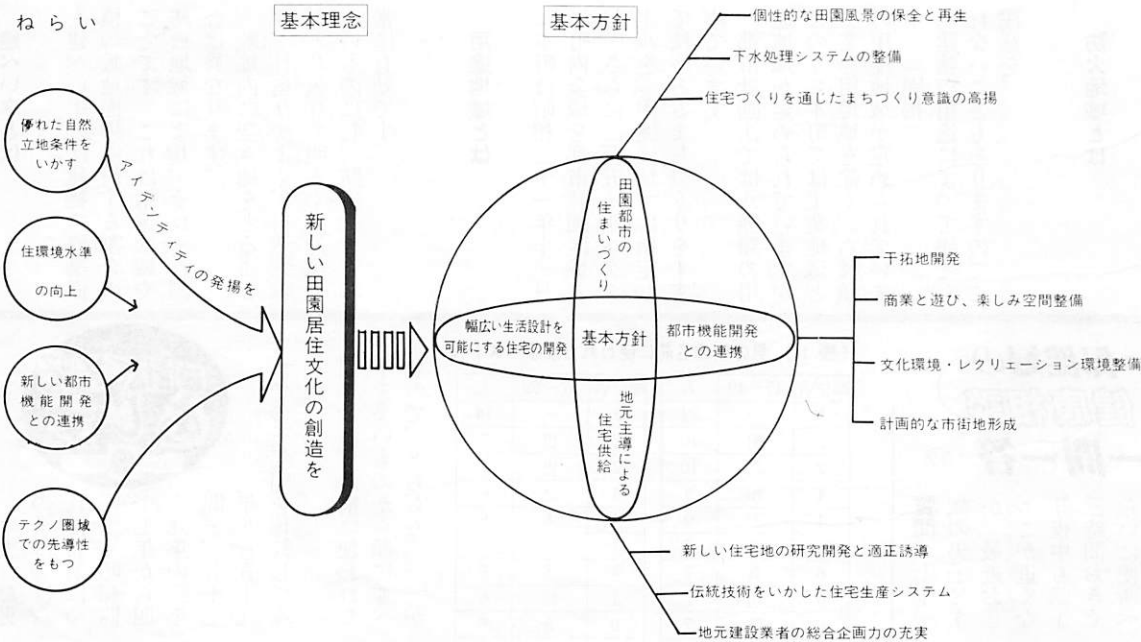 ねらい
基本理念
基本方針
優れた自然
立地条件を
いかす
住環境水準
の向上
新しい都市
機能開発
との連携
テクノ圏域
での先導性
をもつ
アイデンティティの発揚を
新しい田園居住文化の創造を
田園都市の
住まいつくり
幅広い生活設計を
可能にする住宅の開発
基本方針
都市機能開発
との連携
地元主導による
住宅供給
個性的な田園風景の保全と再生
下水処理システムの整備
住宅づくりを通じたまちづくり意識の高揚
干拓地開発
商業と遊び、楽しみ空間整備
文化環境・レクリェーション環境整備
計画的な市街地形成
新しい住宅地の研究開発と適正誘導
伝統技術をいかした住宅生産システム
地元建設業者の総合企画力の充実